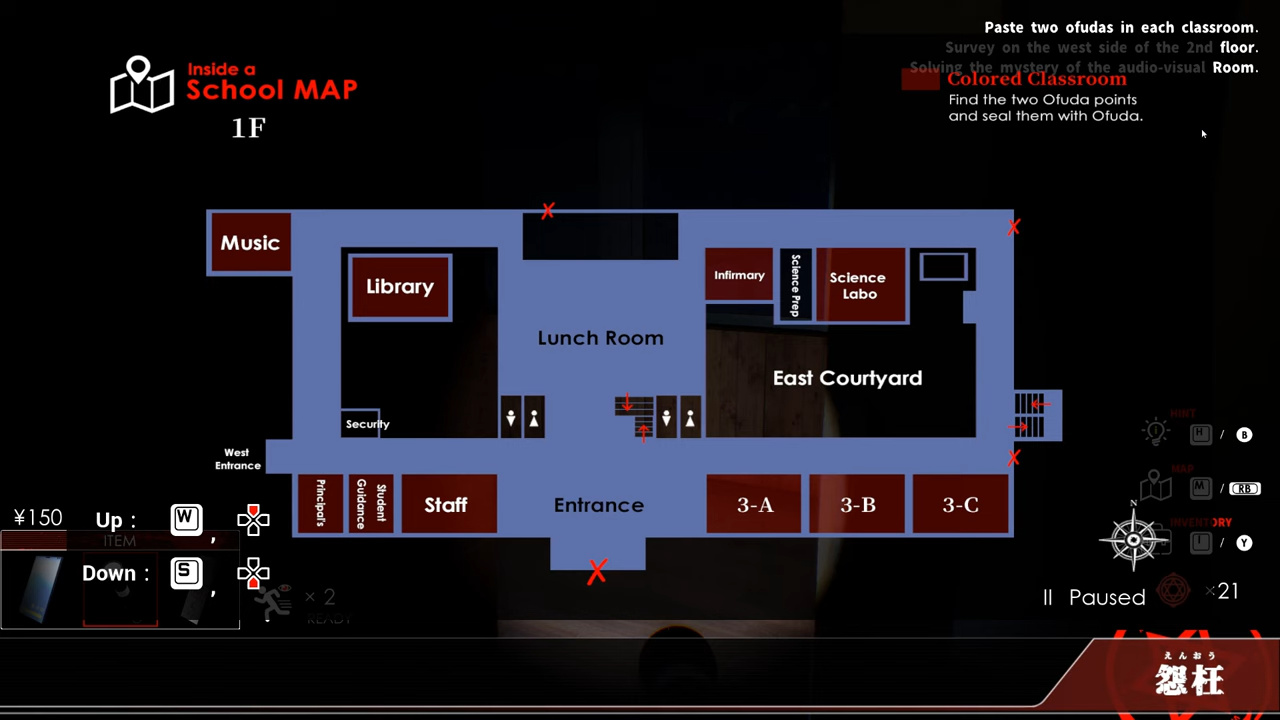 Paste two ofudas in each classroom.
Survey on the west side of the 2nd floor.
Solving the mystery of the audio-visual Room.
Inside a
School MAP
1F
Colored Classroom
Find the two Ofuda points
and seal them with Ofuda.
Music
Library
Infirmary
Science Prep
Science
Labo
Lunch Room
East Courtyard
Security
West
Entrance
Principal's
Student
Guidance
Staff
Entrance
3-A
3-B
3-C
N
HINT
H / B
MAP
M / RB
INVENTORY
I / Y
¥150
ITEM
Up : W ,
Down : S ,
× 2
READY
II Paused
×21
えんおう
怨枉